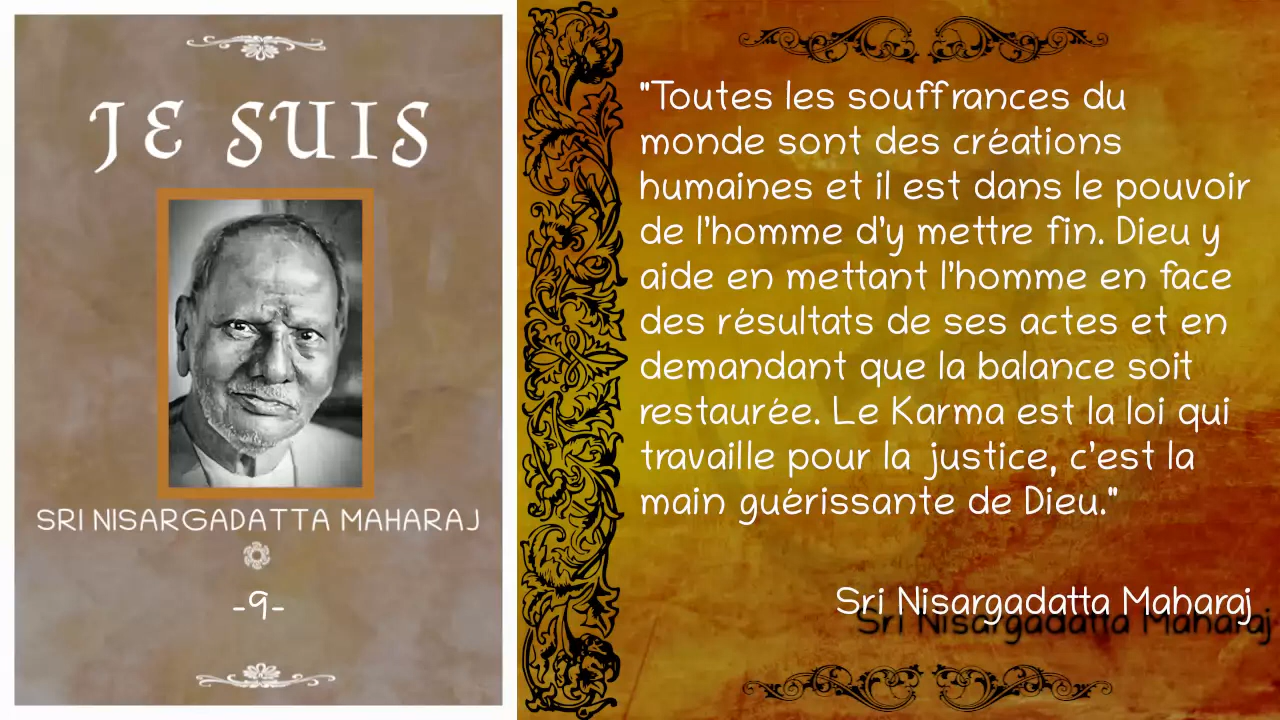 JE SUIS
SRI NISARGADATTA MAHARAJ
-9-
"Toutes les souffrances du
monde sont des créations
humaines et il est dans le pouvoir
de l'homme d'y mettre fin. Dieu y
aide en mettant l'homme en face
des résultats de ses actes et en
demandant que la balance soit
restaurée. Le Karma est la loi qui
travaille pour la justice, c'est la
main guérissante de Dieu."
Sri Nisargadatta Maharaj
Sri Nisargadatta Maharaj